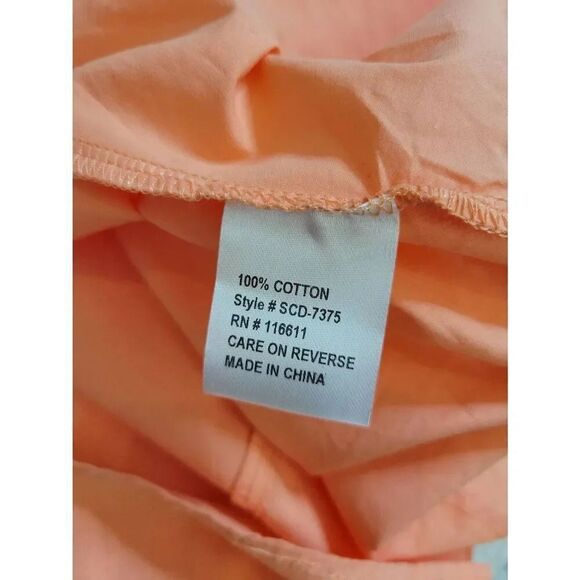 100% COTTON
Style # SCD-7375
RN # 116611
CARE ON REVERSE
MADE IN CHINA